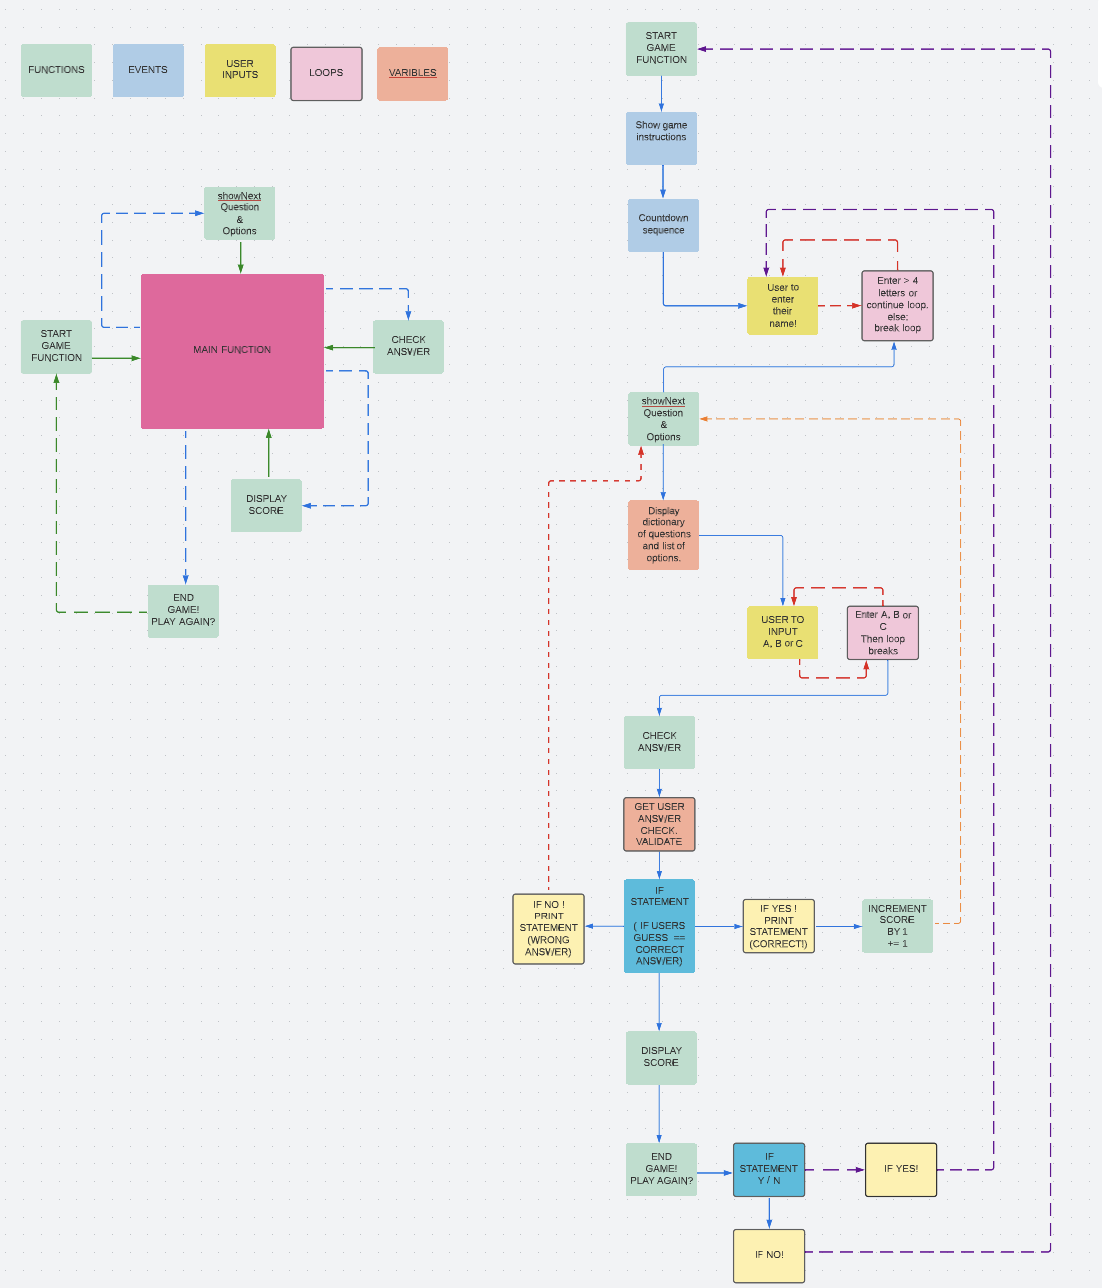 FUNCTIONS
EVENTS
USER
INPUTS
LOOPS
VARIBLES
showNext
Question
&
Options
MAIN FUNCTION
START
GAME
FUNCTION
CHECK
ANSWER
DISPLAY
SCORE
END
GAME!
PLAY AGAIN?
START
GAME
FUNCTION
Show game
instructions
Countdown
sequence
User to
enter
their
name!
Enter > 4
letters or
continue loop.
else;
break loop
showNext
Question
&
Options
Display
dictionary
of questions
and list of
options.
USER TO
INPUT
A, B or C
Enter A, B or
C
Then loop
breaks
CHECK
ANSWER
GET USER
ANSWER
CHECK.
VALIDATE
IF NO !
PRINT
STATEMENT
(WRONG
ANSWER)
IF
STATEMENT
( IF USERS
GUESS ==
CORRECT
ANSWER)
IF YES !
PRINT
STATEMENT
(CORRECT!)
INCREMENT
SCORE
BY 1
+= 1
DISPLAY
SCORE
END
GAME!
PLAY AGAIN?
IF
STATEMENT
Y / N
IF YES!
IF NO!